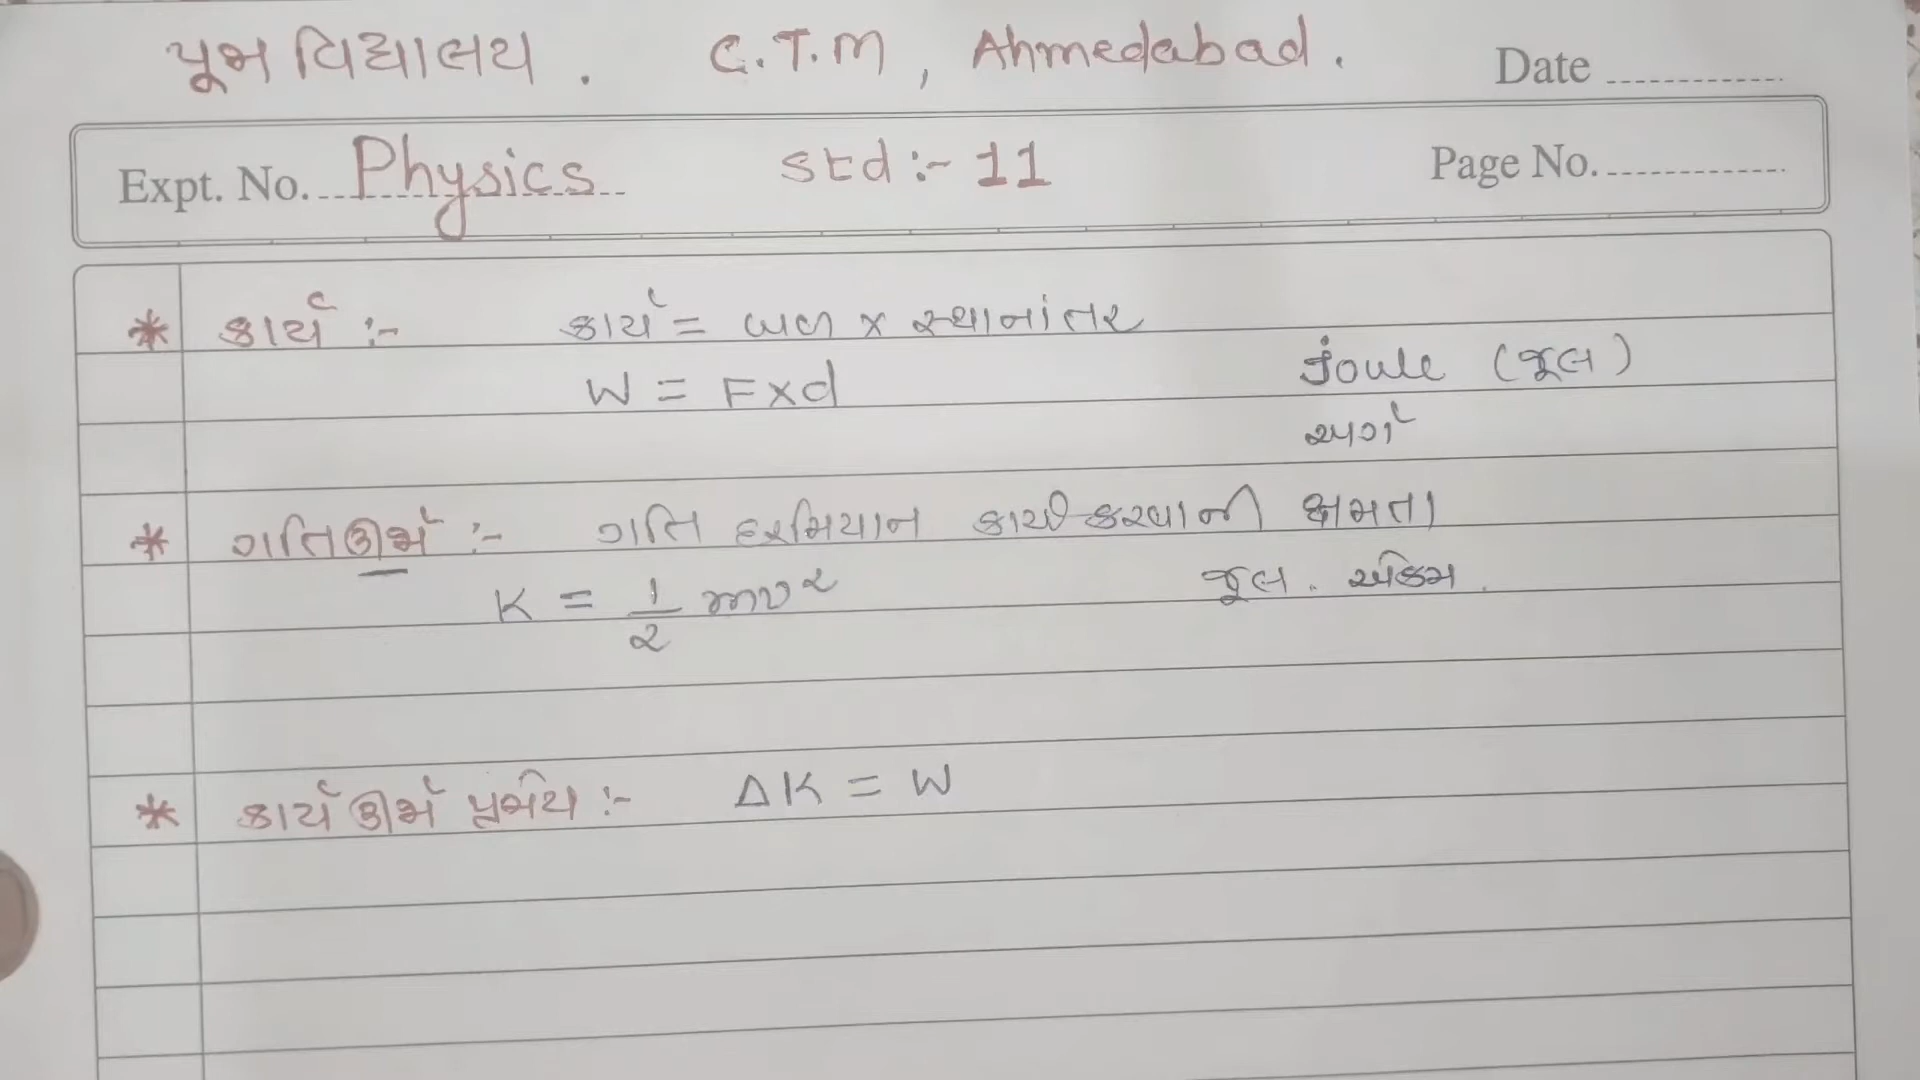 પૂજા વિદ્યાલય. C.T.M, Ahmedabad.
Date
Expt. No. Physics std :- 11 Page No.
* કાર્ય :- કાર્ય = બળ x સ્થાનાંતર
W = F x d Joule (જૂલ)
અર્ગ
* ગતિઊર્જા :- ગતિ દરમિયાન કાર્ય કરવાની ક્ષમતા
K = 1/2 mv² જૂલ. એકમ.
* કાર્ય ઊર્જા પ્રમેય :- ΔK = W